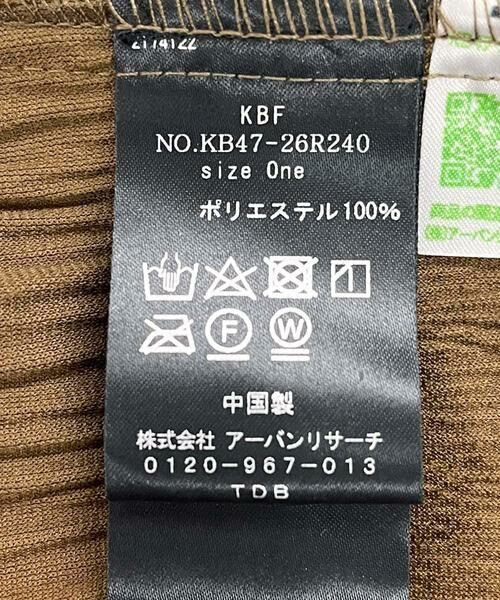 KBF
NO.KB47-26R240
size One
ポリエステル100%
F W
中国製
株式会社 アーバンリサーチ
0120-967-013
TDB